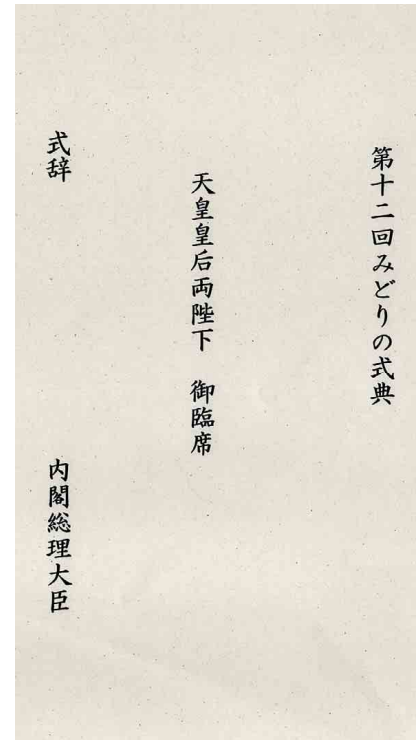 第十二回みどりの式典
天皇皇后両陛下　御臨席
式辞　内閣総理大臣